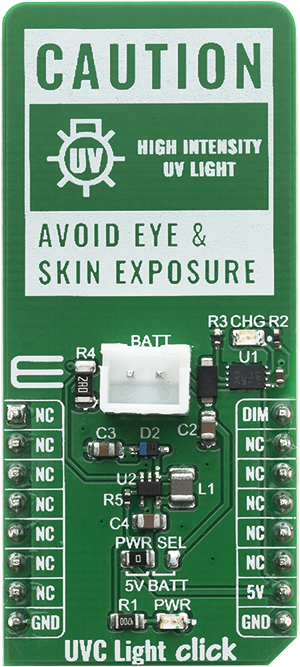 CAUTION
UV
HIGH INTENSITY
UV LIGHT
AVOID EYE &
SKIN EXPOSURE
BATT
R3 CHG R2
R4
U1
2R0
NC
DIM
C3
D2
C2
NC
NC
NC
NC
U2
L1
NC
NC
R5
C4
NC
NC
PWR SEL
NC
NC
0
5V BATT
NC
5V
R1
PWR
GND
GND
UVC Light click